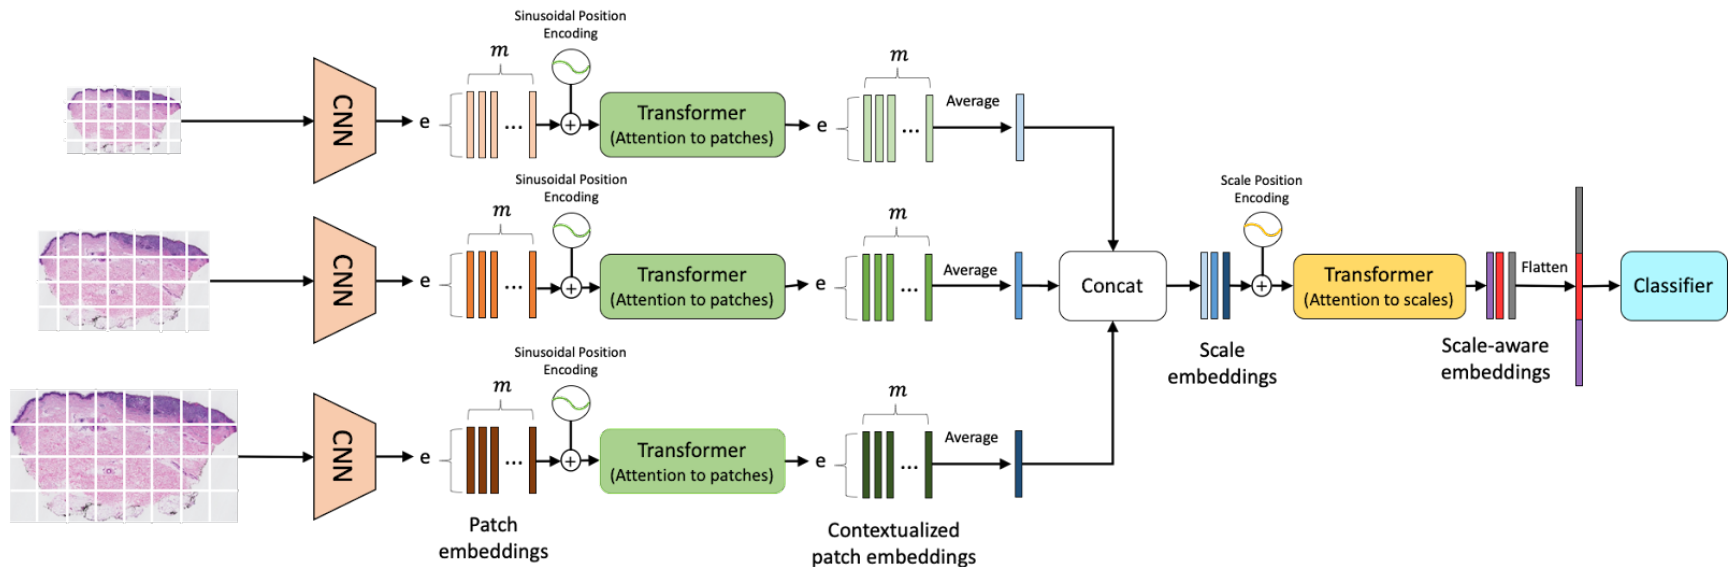 Sinusoidal Position
Encoding
m
CNN
e
...
+
Transformer
(Attention to patches)
e
m
...
Average
Sinusoidal Position
Encoding
m
CNN
e
...
+
Transformer
(Attention to patches)
e
m
...
Average
Concat
Scale Position
Encoding
+
Transformer
(Attention to scales)
Flatten
Classifier
Scale
embeddings
Scale-aware
embeddings
Sinusoidal Position
Encoding
m
CNN
e
...
+
Transformer
(Attention to patches)
e
m
...
Average
Patch
embeddings
Contextualized
patch embeddings